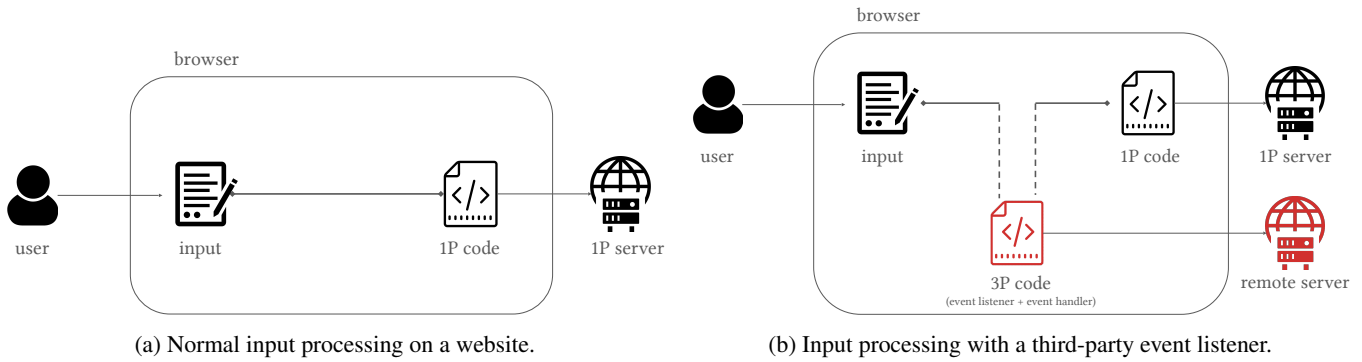 browser
user
input
1P code
1P server
(a) Normal input processing on a website.
browser
user
input
1P code
1P server
3P code
(event listener + event handler)
remote server
(b) Input processing with a third-party event listener.